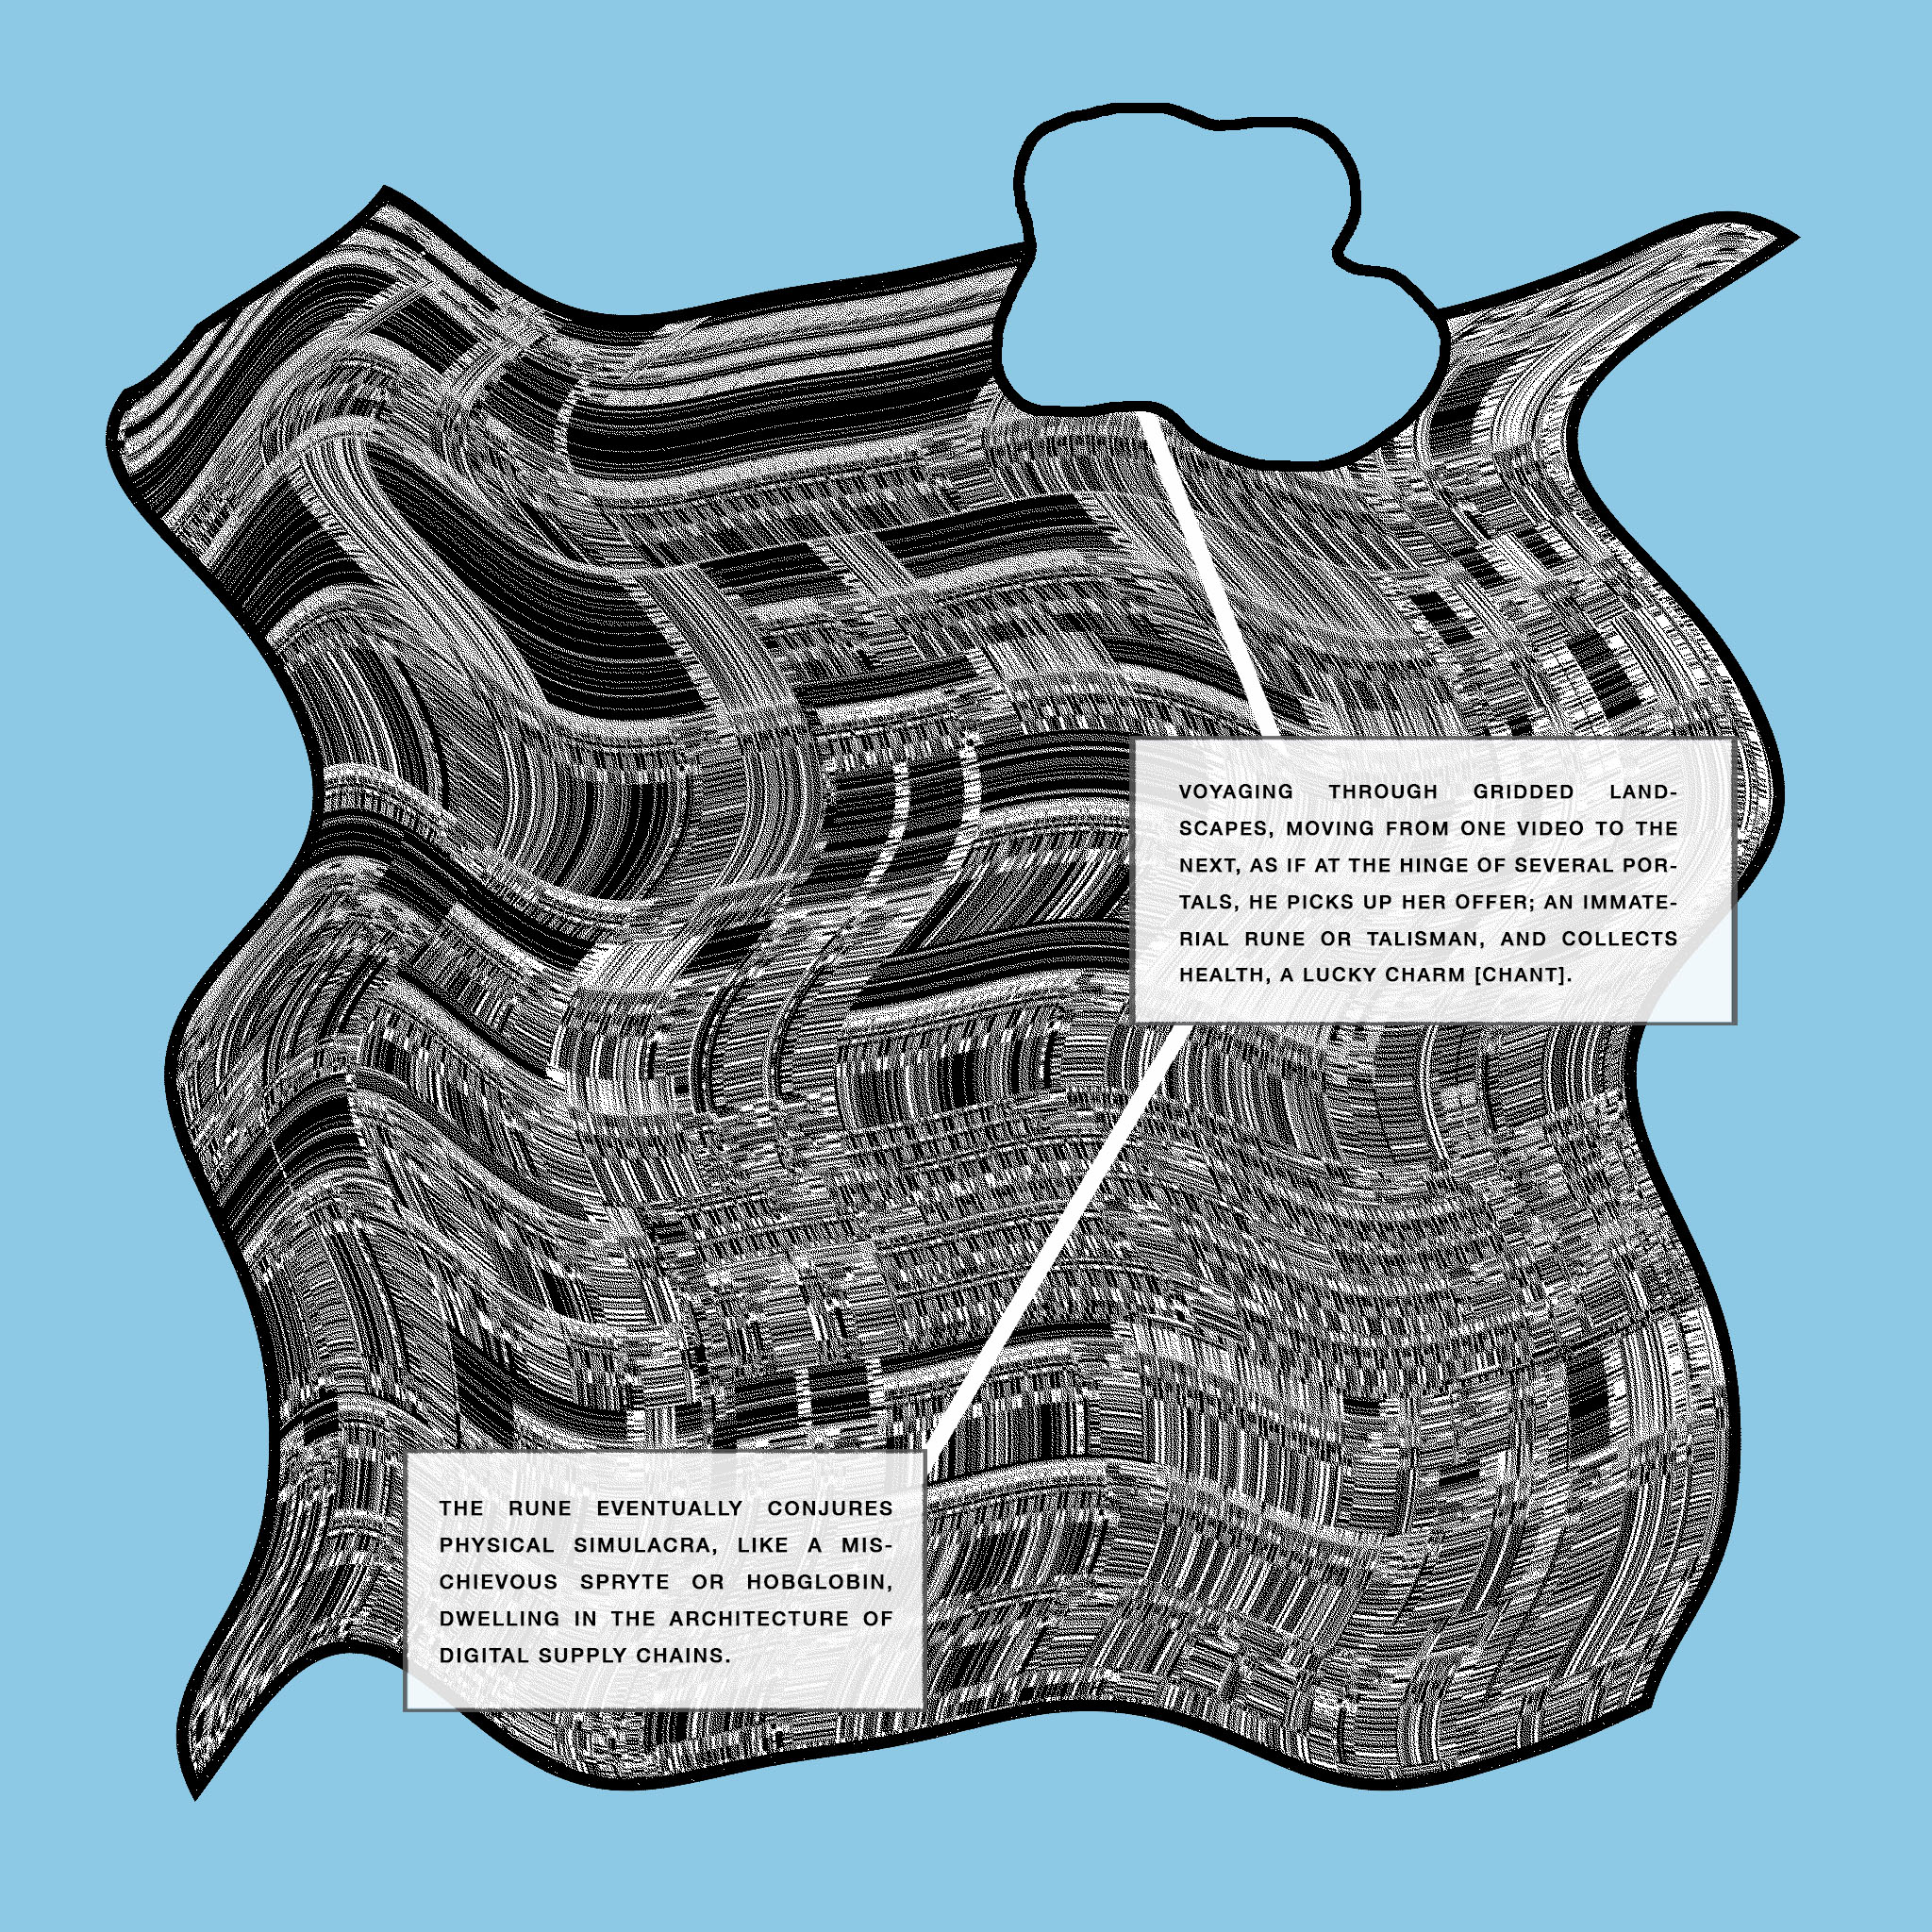 VOYAGING THROUGH GRIDDED LAND-
SCAPES, MOVING FROM ONE VIDEO TO THE
NEXT, AS IF AT THE HINGE OF SEVERAL POR-
TALS, HE PICKS UP HER OFFER; AN IMMATE-
RIAL RUNE OR TALISMAN, AND COLLECTS
HEALTH, A LUCKY CHARM [CHANT].
THE RUNE EVENTUALLY CONJURES
PHYSICAL SIMULACRA, LIKE A MIS-
CHIEVOUS SPRYTE OR HOBGLOBIN,
DWELLING IN THE ARCHITECTURE OF
DIGITAL SUPPLY CHAINS.